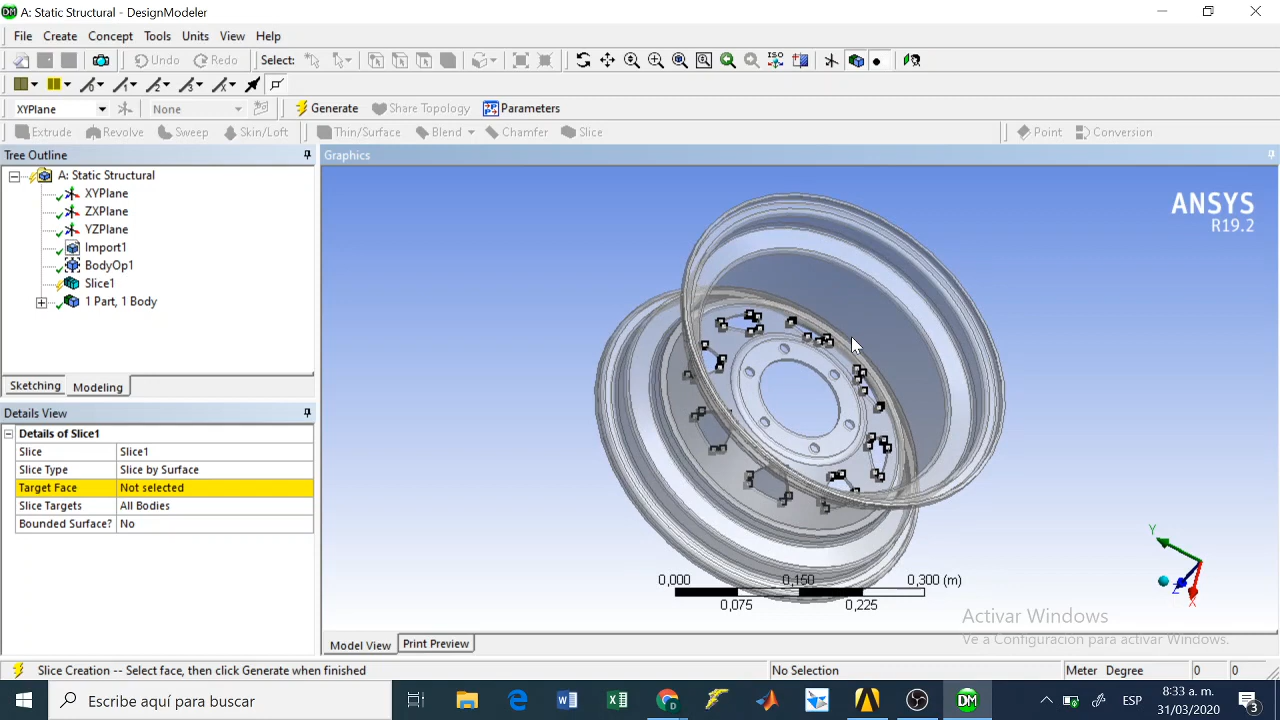 A: Static Structural - DesignModeler
File Create Concept Tools Units View Help
Undo Redo Select: ISO
XYPlane None Generate Share Topology Parameters
Extrude Revolve Sweep Skin/Loft Thin/Surface Blend Chamfer Slice Point Conversion
Tree Outline
A: Static Structural
XYPlane
ZXPlane
YZPlane
Import1
BodyOp1
Slice1
1 Part, 1 Body
Sketching Modeling
Details View
Details of Slice1
Slice Slice1
Slice Type Slice by Surface
Target Face Not selected
Slice Targets All Bodies
Bounded Surface? No
Graphics
ANSYS
R19.2
Y
Z
X
0,000 0,150 0,300 (m)
0,075 0,225
Activar Windows
Ve a Configuración para activar Windows.
Model View Print Preview
Slice Creation -- Select face, then click Generate when finished No Selection Meter Degree 0 0
Escribe aquí para buscar
ESP
8:33 a. m.
31/03/2020
3